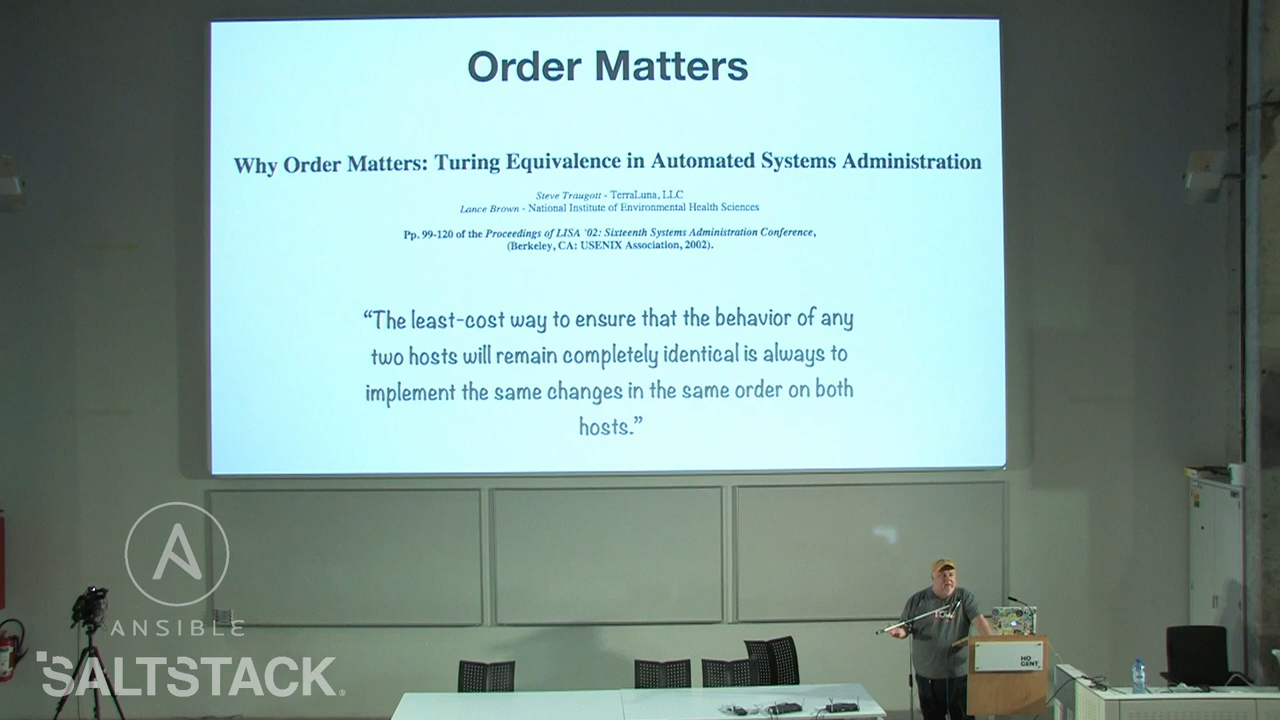 Order Matters
Why Order Matters: Turing Equivalence in Automated Systems Administration
Steve Traugott - TerraLuna, LLC
Lance Brown - National Institute of Environmental Health Sciences
Pp. 99-120 of the Proceedings of LISA '02: Sixteenth Systems Administration Conference,
(Berkeley, CA: USENIX Association, 2002).
“The least-cost way to ensure that the behavior of any
two hosts will remain completely identical is always to
implement the same changes in the same order on both
hosts.”
ANSIBLE
SALTSTACK®
HO
GENT